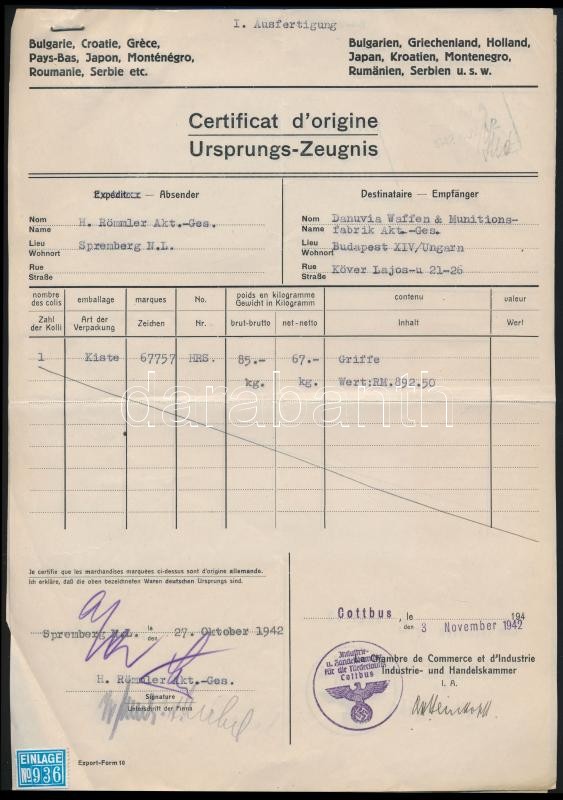 I. Ausfertigung
Bulgarie, Croatie, Grèce,
Pays-Bas, Japon, Monténégro,
Roumanie, Serbie etc.
Bulgarien, Griechenland, Holland,
Japan, Kroatien, Montenegro,
Rumänien, Serbien u. s. w.
Certificat d'origine
Ursprungs-Zeugnis
Expéditeur — Absender
Nom
Name
H. Römmler Akt.-Ges.
Lieu
Wohnort
Spremberg N.L.
Rue
Straße
Destinataire — Empfänger
Nom
Name
Danuvia Waffen & Munitions-
fabrik Akt.-Ges.
Lieu
Wohnort
Budapest XIV/Ungarn
Rue
Straße
Köver Lajos-u 21-26
nombre des colis
emballage
marques
No.
poids en kilogramme
Gewicht in Kilogramm
contenu
valeur
Zahl der Kolli
Art der Verpackung
Zeichen
Nr.
brut-brutto
net-netto
Inhalt
Wert
1 Kiste 67757 HRS. 85.- 67.- Griffe
kg. kg. Wert:RM.892.50
darabanth
Je certifie que les marchandises marquées ci-dessus sont d'origine allemande.
Ich erkläre, daß die oben bezeichneten Waren deutschen Ursprungs sind.
Spremberg N.L. le
den 27. Oktober 1942
H. Römmler Akt.-Ges.
Signature
Unterschrift der Firma
Cottbus, le 194
den 3 November 1942
La Chambre de Commerce et d'Industrie
Industrie- und Handelskammer
I. A.
Industrie-
u. Handelskammer
für die Niederlausitz
Cottbus
EINLAGE
No 936
Export-Form 10